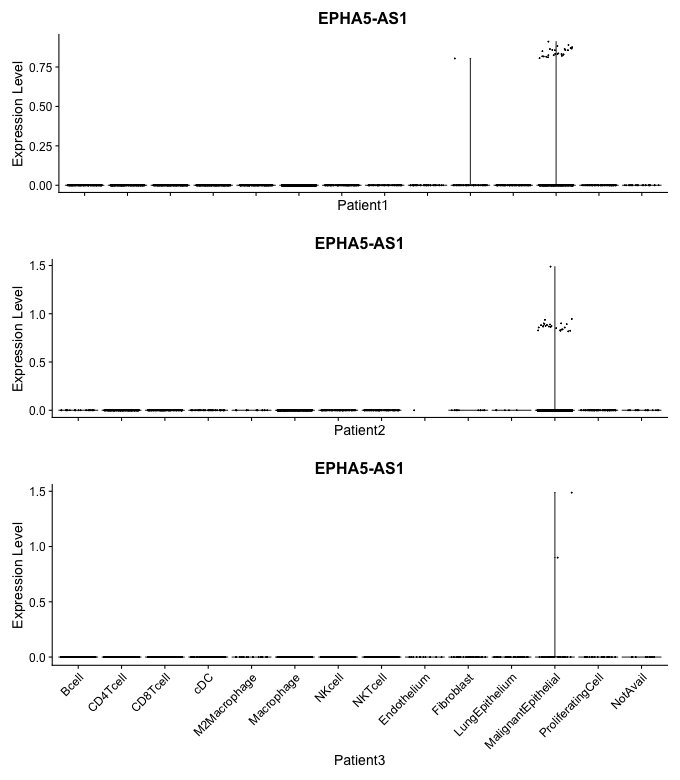 EPHA5-AS1
Expression Level
0.75
0.50
0.25
0.00
Patient1
EPHA5-AS1
Expression Level
1.5
1.0
0.5
0.0
Patient2
EPHA5-AS1
Expression Level
1.5
1.0
0.5
0.0
Bcell
CD4Tcell
CD8Tcell
cDC
M2Macrophage
Macrophage
NKcell
NKTcell
Endothelium
Fibroblast
LungEpithelium
MalignantEpithelial
ProliferatingCell
NotAvail
Patient3